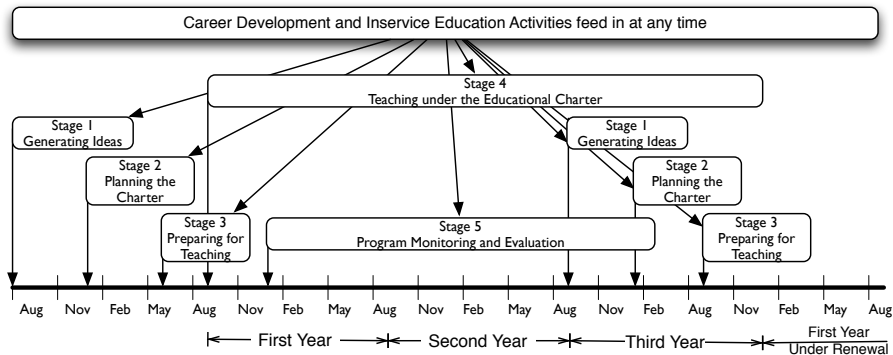 Career Development and Inservice Education Activities feed in at any time
Stage 4
Teaching under the Educational Charter
Stage 1
Generating Ideas
Stage 1
Generating Ideas
Stage 2
Planning the
Charter
Stage 2
Planning the
Charter
Stage 3
Preparing for
Teaching
Stage 5
Program Monitoring and Evaluation
Stage 3
Preparing for
Teaching
Aug Nov Feb May Aug Nov Feb May Aug Nov Feb May Aug Nov Feb May Aug Nov Feb May Aug
First Year Second Year Third Year First Year
Under Renewal